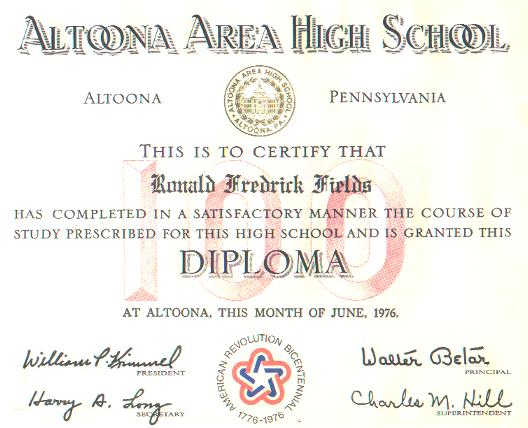 ALTOONA AREA HIGH SCHOOL
ALTOONA PENNSYLVANIA
ALTOONA AREA HIGH SCHOOL
ALTOONA, PA.
THIS IS TO CERTIFY THAT
100
Ronald Fredrick Fields
HAS COMPLETED IN A SATISFACTORY MANNER THE COURSE OF
STUDY PRESCRIBED FOR THIS HIGH SCHOOL AND IS GRANTED THIS
DIPLOMA
AT ALTOONA, THIS MONTH OF JUNE, 1976.
William P. Kimmel
PRESIDENT
Harry A. Long
SECRETARY
AMERICAN REVOLUTION BICENTENNIAL
1776-1976
Walter Betar
PRINCIPAL
Charles M. Hill
SUPERINTENDENT